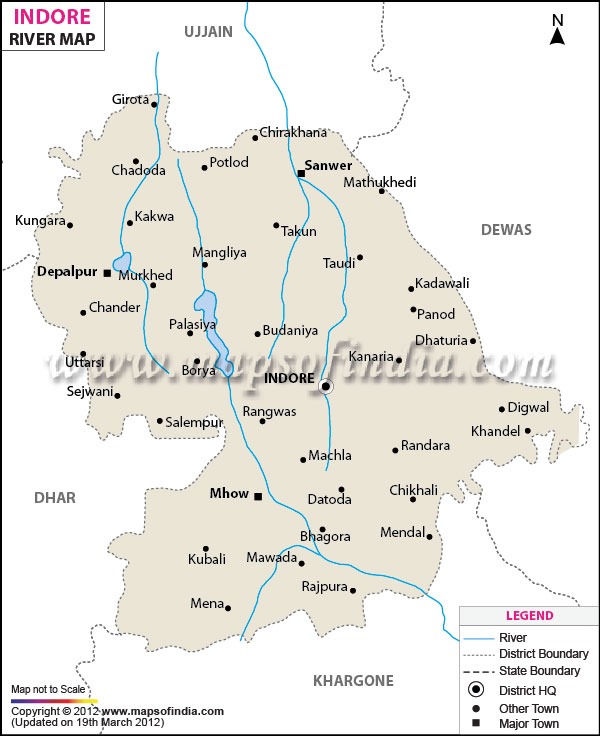 INDORE
RIVER MAP
UJJAIN
N
Girota
Chirakhana
Chadoda
Potlod
Sanwer
Mathukhedi
Kungara
Kakwa
Takun
DEWAS
Mangliya
Taudi
Depalpur
Murkhed
Kadawali
Chander
Panod
Palasiya
Budaniya
Dhaturia
Uttarsi
www.mapsofindia.com
Kanaria
Borya
INDORE
Sejwani
Digwal
Salempur
Rangwas
Khandel
Randara
Machla
DHAR
Mhow
Datoda
Chikhali
Bhagora
Mendal
Kubali
Mawada
Rajpura
Mena
KHARGONE
LEGEND
River
District Boundary
State Boundary
District HQ
Other Town
Major Town
Map not to Scale
Copyright © 2012 www.mapsofindia.com
(Updated on 19th March 2012)